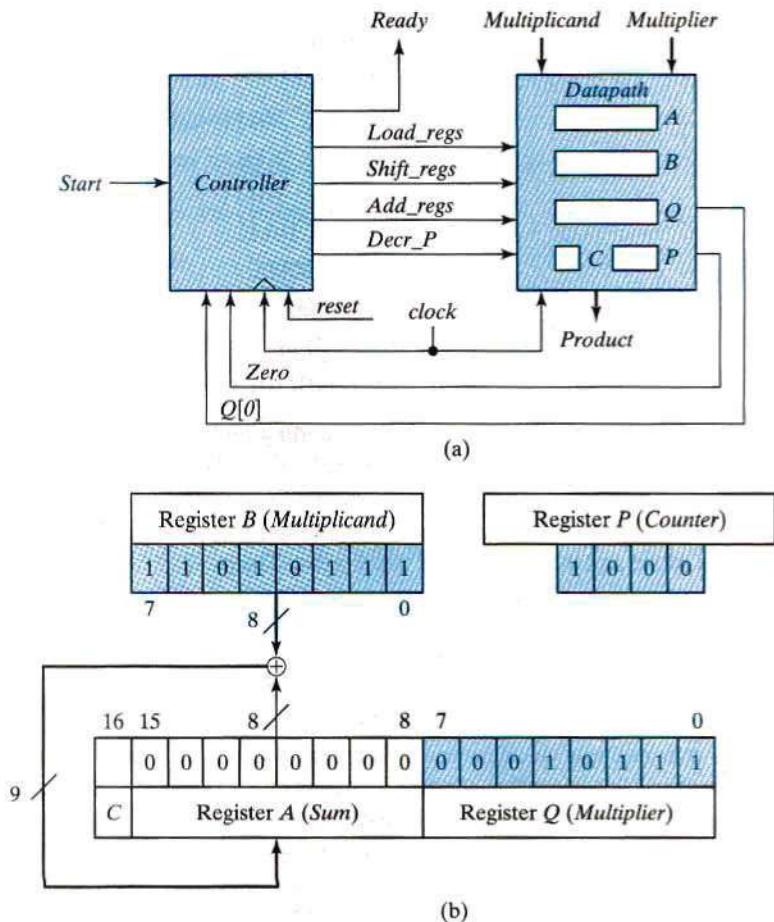 Ready
Multiplicand
Multiplier
Datapath
A
Load_regs
B
Start
Controller
Shift_regs
Add_regs
Q
Decr_P
C
P
reset
clock
Product
Zero
Q[0]
(a)
Register B (Multiplicand)
Register P (Counter)
1 1 0 1 0 1 1 1
1 0 0 0
7 8 0
16 15 8 8 7 0
0 0 0 0 0 0 0 0 0 0 0 1 0 1 1 1
9
C Register A (Sum) Register Q (Multiplier)
(b)